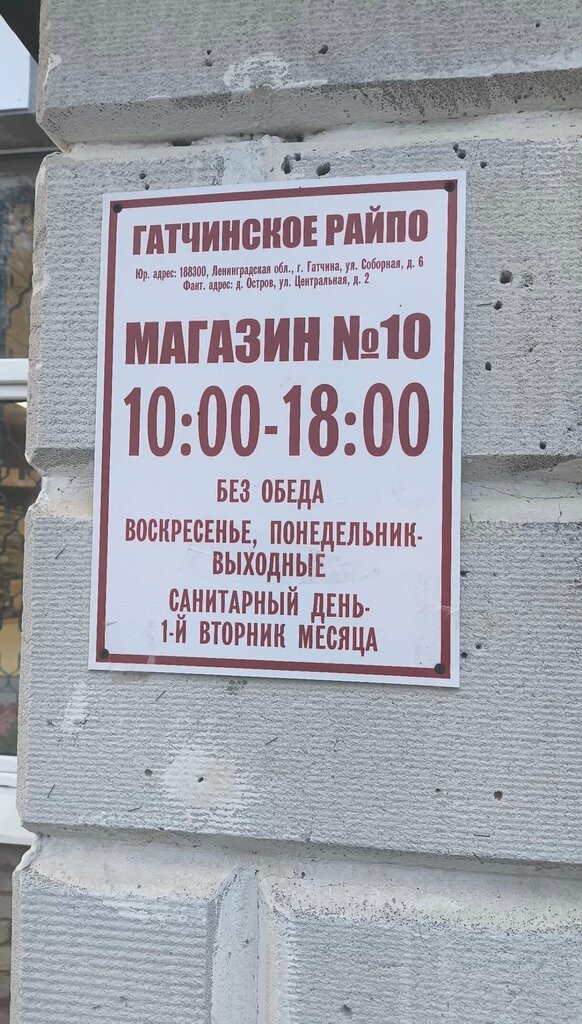 ГАТЧИНСКОЕ РАЙПО
Юр. адрес: 188300, Ленинградская обл., г. Гатчина, ул. Соборная, д. 6
Факт. адрес: д. Остров, ул. Центральная, д. 2
МАГАЗИН №10
10:00-18:00
БЕЗ ОБЕДА
ВОСКРЕСЕНЬЕ, ПОНЕДЕЛЬНИК-
ВЫХОДНЫЕ
САНИТАРНЫЙ ДЕНЬ-
1-Й ВТОРНИК МЕСЯЦА